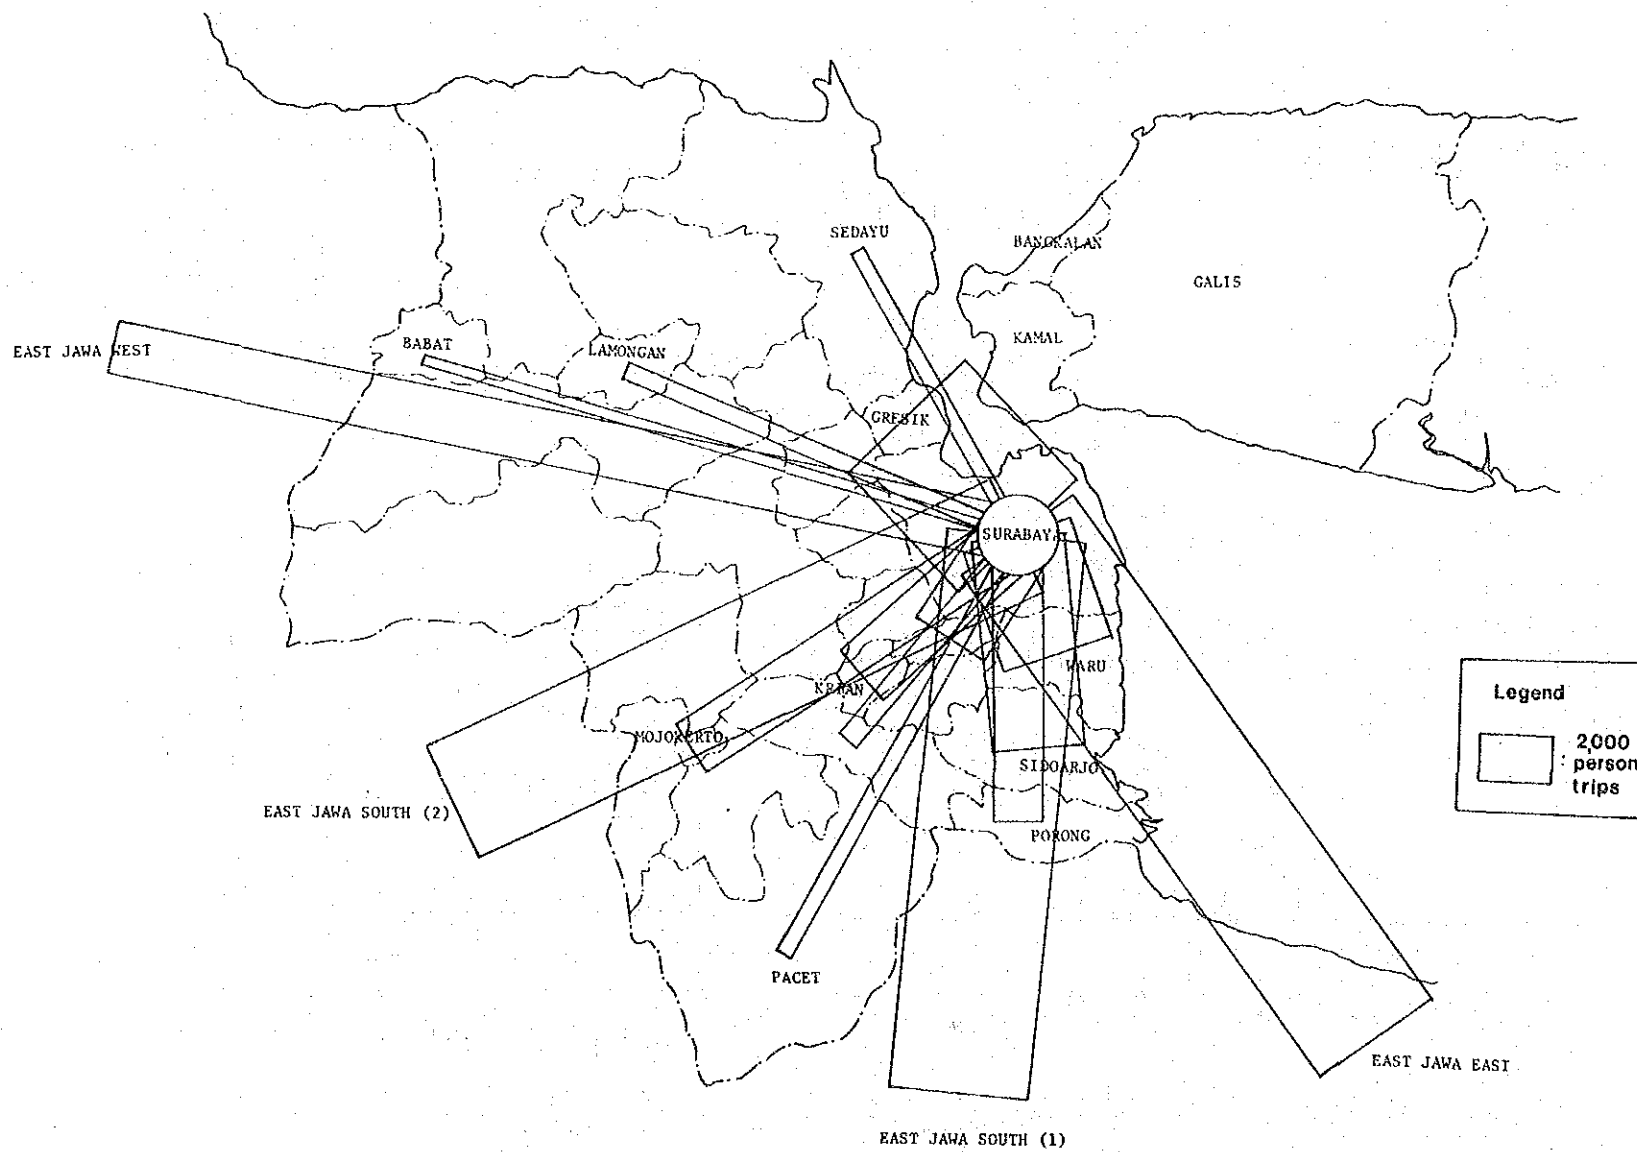 SEDAYU
BANGKALAN
GALIS
KAMAL
EAST JAWA WEST
BABAT
LAMONGAN
GRESIK
SURABAYA
WARU
MOJOKERTO
SIDOARJO
EAST JAWA SOUTH (2)
PORONG
PACET
EAST JAWA EAST
EAST JAWA SOUTH (1)
Legend
: 2,000
person
trips